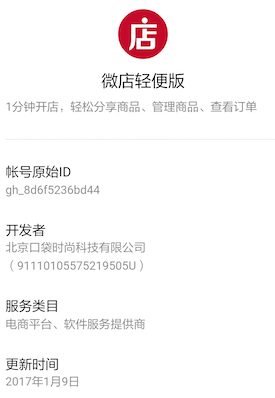 店
微店轻便版
1分钟开店，轻松分享商品、管理商品、查看订单
帐号原始ID
gh_8d6f5236bd44
开发者
北京口袋时尚科技有限公司
（91110105575219505U）
服务类目
电商平台、软件服务提供商
更新时间
2017年1月9日